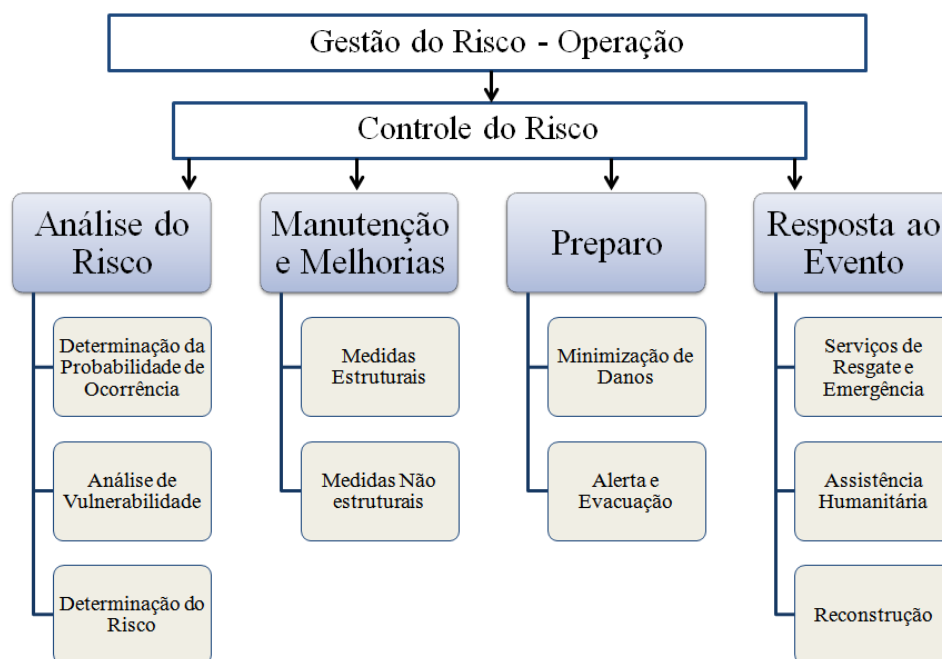 Gestão do Risco - Operação
Controle do Risco
Análise do
Risco
Determinação da
Probabilidade de
Ocorrência
Análise de
Vulnerabilidade
Determinação do
Risco
Manutenção
e Melhorias
Medidas
Estruturais
Medidas Não
estruturais
Preparo
Minimização de
Danos
Alerta e
Evacuação
Resposta ao
Evento
Serviços de
Resgate e
Emergência
Assistência
Humanitária
Reconstrução